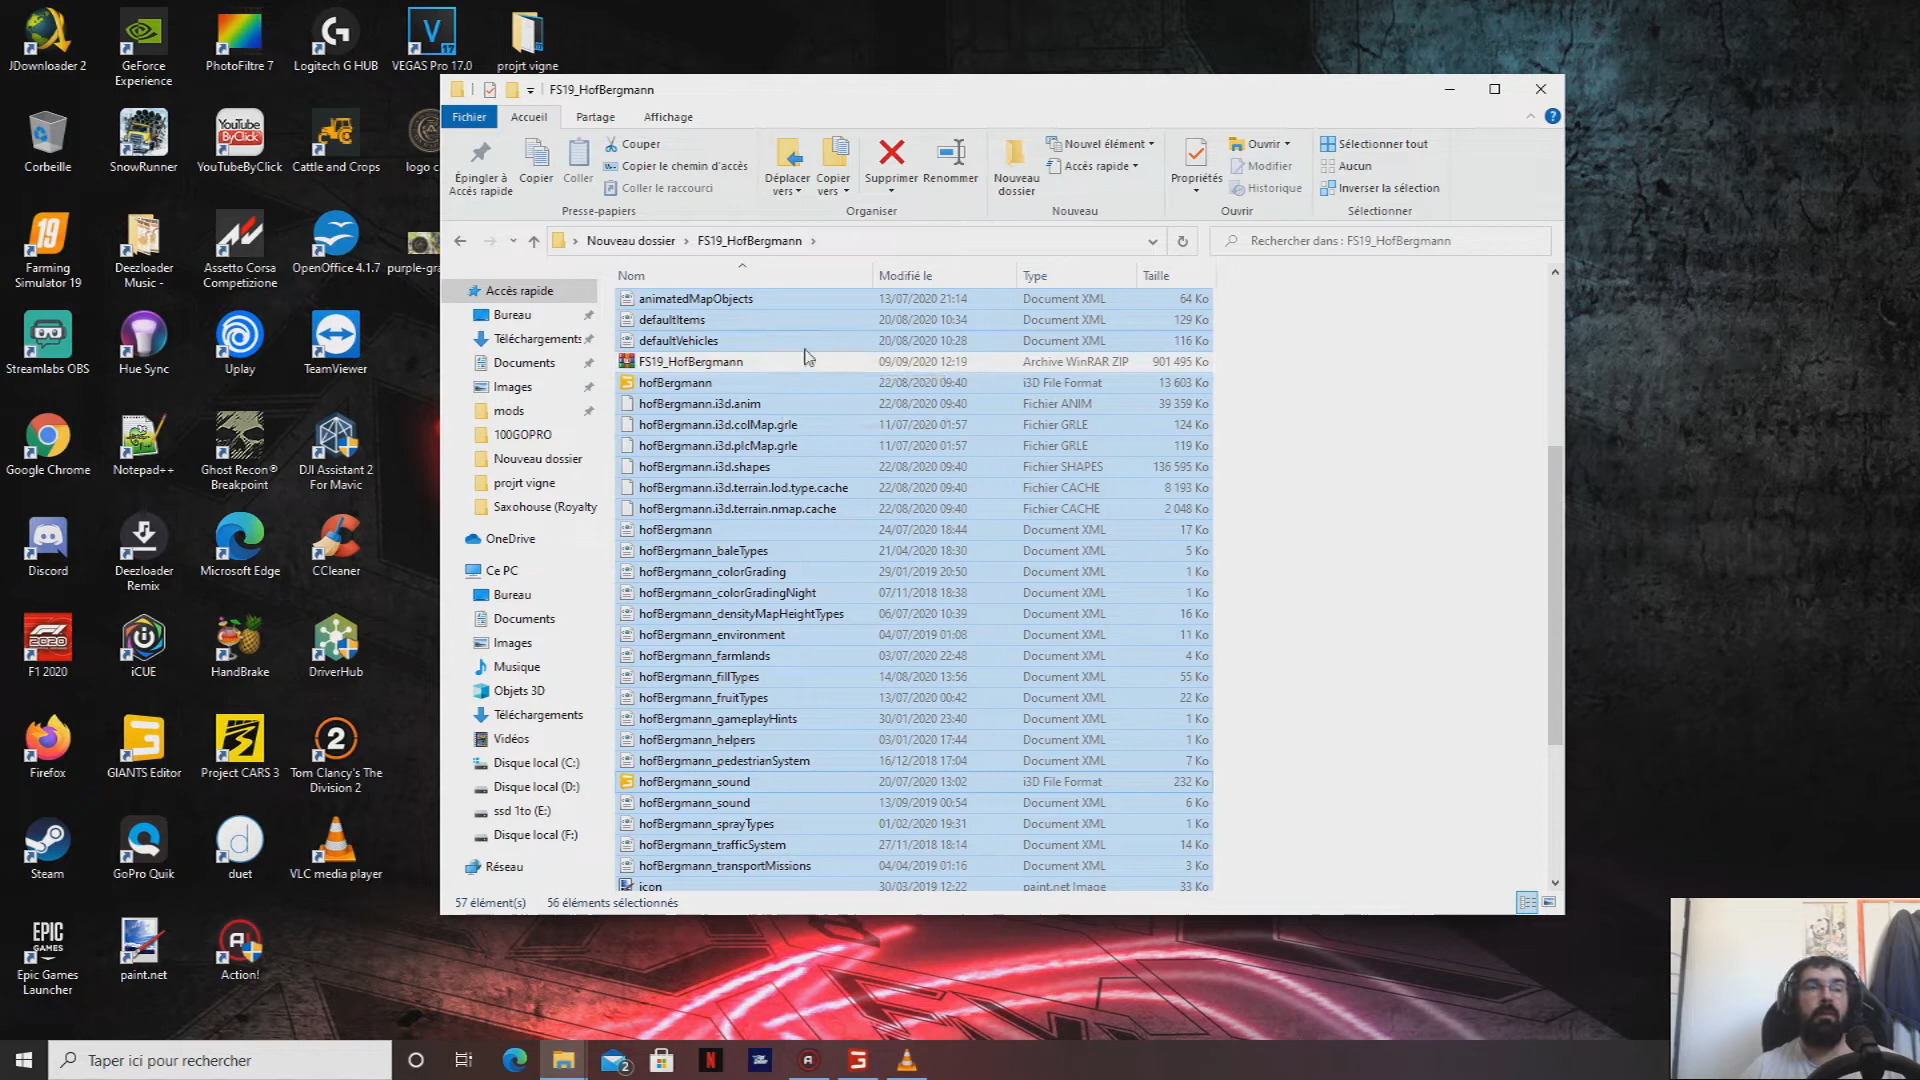 JDownloader 2
GeForce Experience
PhotoFiltre 7
Logitech G HUB
VEGAS Pro 17.0
projrt vigne
Corbeille
SnowRunner
YouTubeByClick
Cattle and Crops
logo c
Farming Simulator 19
Deezloader Music -
Assetto Corsa Competizione
OpenOffice 4.1.7
purple-gra
Streamlabs OBS
Hue Sync
Uplay
TeamViewer
Google Chrome
Notepad++
Ghost Recon® Breakpoint
DJI Assistant 2 For Mavic
Discord
Deezloader Remix
Microsoft Edge
CCleaner
F1 2020
iCUE
HandBrake
DriverHub
Firefox
GIANTS Editor
Project CARS 3
Tom Clancy's The Division 2
Steam
GoPro Quik
duet
VLC media player
Epic Games Launcher
paint.net
Action!
FS19_HofBergmann
Fichier Accueil Partage Affichage
Épingler à Accès rapide
Copier
Coller
Couper
Copier le chemin d'accès
Coller le raccourci
Presse-papiers
Déplacer vers
Copier vers
Supprimer
Renommer
Organiser
Nouveau dossier
Nouvel élément
Accès rapide
Nouveau
Propriétés
Ouvrir
Modifier
Historique
Ouvrir
Sélectionner tout
Aucun
Inverser la sélection
Sélectionner
Nouveau dossier > FS19_HofBergmann >
Rechercher dans : FS19_HofBergmann
Accès rapide
Bureau
Téléchargements
Documents
Images
mods
100GOPRO
Nouveau dossier
projrt vigne
Saxohouse (Royalty
OneDrive
Ce PC
Bureau
Documents
Images
Musique
Objets 3D
Téléchargements
Vidéos
Disque local (C:)
Disque local (D:)
ssd 1to (E:)
Disque local (F:)
Réseau
Nom Modifié le Type Taille
animatedMapObjects 13/07/2020 21:14 Document XML 64 Ko
defaultItems 20/08/2020 10:34 Document XML 129 Ko
defaultVehicles 20/08/2020 10:28 Document XML 116 Ko
FS19_HofBergmann 09/09/2020 12:19 Archive WinRAR ZIP 901 495 Ko
hofBergmann 22/08/2020 09:40 i3D File Format 13 603 Ko
hofBergmann.i3d.anim 22/08/2020 09:40 Fichier ANIM 39 359 Ko
hofBergmann.i3d.colMap.grle 11/07/2020 01:57 Fichier GRLE 124 Ko
hofBergmann.i3d.plcMap.grle 11/07/2020 01:57 Fichier GRLE 119 Ko
hofBergmann.i3d.shapes 22/08/2020 09:40 Fichier SHAPES 136 595 Ko
hofBergmann.i3d.terrain.lod.type.cache 22/08/2020 09:40 Fichier CACHE 8 193 Ko
hofBergmann.i3d.terrain.nmap.cache 22/08/2020 09:40 Fichier CACHE 2 048 Ko
hofBergmann 24/07/2020 18:44 Document XML 17 Ko
hofBergmann_baleTypes 21/04/2020 18:30 Document XML 5 Ko
hofBergmann_colorGrading 29/01/2019 20:50 Document XML 1 Ko
hofBergmann_colorGradingNight 07/11/2018 18:38 Document XML 1 Ko
hofBergmann_densityMapHeightTypes 06/07/2020 10:39 Document XML 16 Ko
hofBergmann_environment 04/07/2019 01:08 Document XML 11 Ko
hofBergmann_farmlands 03/07/2020 22:48 Document XML 4 Ko
hofBergmann_fillTypes 14/08/2020 13:56 Document XML 55 Ko
hofBergmann_fruitTypes 13/07/2020 00:42 Document XML 22 Ko
hofBergmann_gameplayHints 30/01/2020 23:40 Document XML 1 Ko
hofBergmann_helpers 03/01/2020 17:44 Document XML 1 Ko
hofBergmann_pedestrianSystem 16/12/2018 17:04 Document XML 7 Ko
hofBergmann_sound 20/07/2020 13:02 i3D File Format 232 Ko
hofBergmann_sound 13/09/2019 00:54 Document XML 6 Ko
hofBergmann_sprayTypes 01/02/2020 19:31 Document XML 1 Ko
hofBergmann_trafficSystem 27/11/2018 18:14 Document XML 14 Ko
hofBergmann_transportMissions 04/04/2019 01:16 Document XML 3 Ko
icon 30/03/2019 12:22 paint.net Image 33 Ko
57 élément(s) 56 éléments sélectionnés
Taper ici pour rechercher